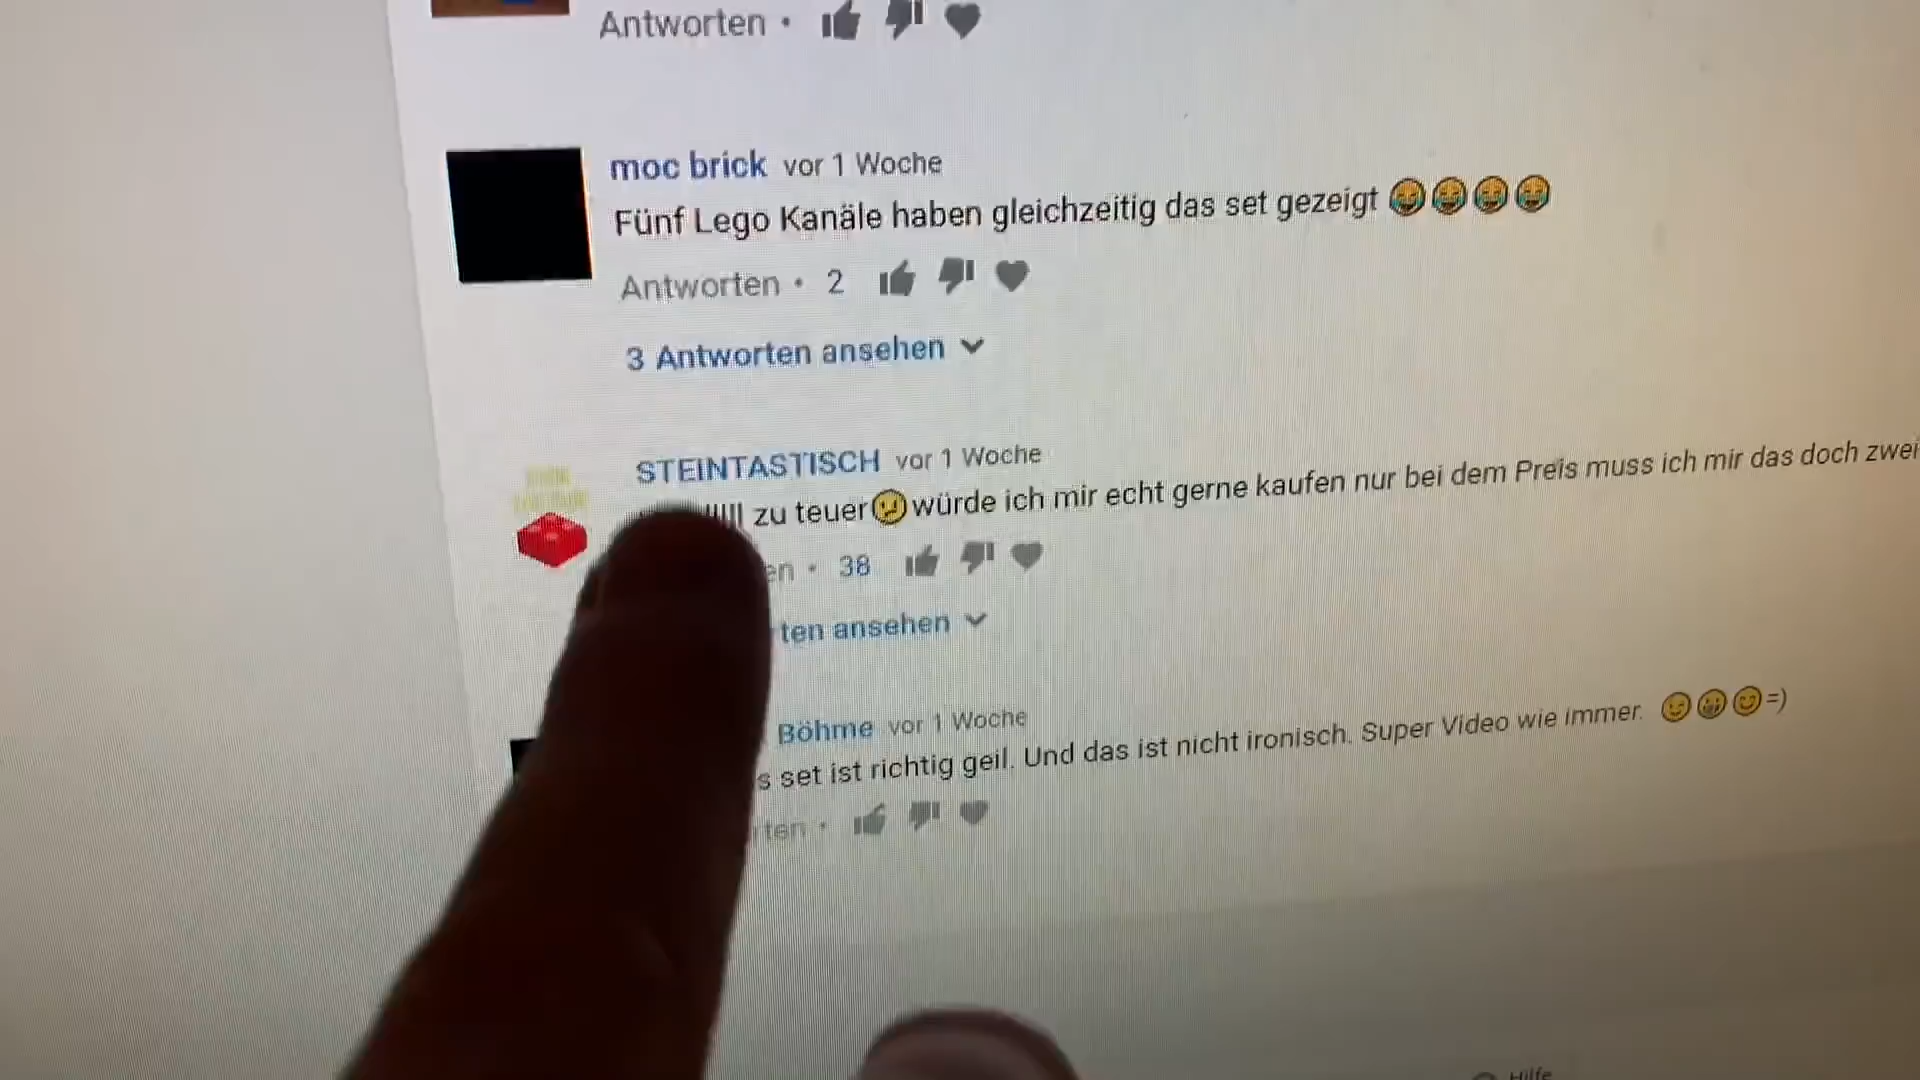 Antworten •
moc brick vor 1 Woche
Fünf Lego Kanäle haben gleichzeitig das set gezeigt 😂😂😂😂
Antworten • 2
3 Antworten ansehen
STEINTASTISCH vor 1 Woche
zu teuer😕würde ich mir echt gerne kaufen nur bei dem Preis muss ich mir das doch zwei
en • 38
ten ansehen
Böhme vor 1 Woche
s set ist richtig geil. Und das ist nicht ironisch. Super Video wie immer. 😉😀😊=)
ten •
Hilfe